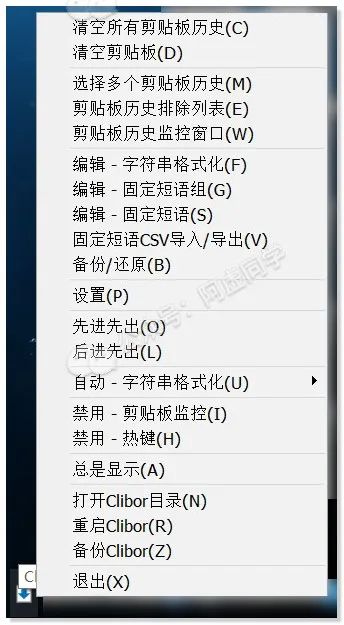 清空所有剪贴板历史(C)
清空剪贴板(D)
选择多个剪贴板历史(M)
剪贴板历史排除列表(E)
剪贴板历史监控窗口(W)
编辑 - 字符串格式化(F)
编辑 - 固定短语组(G)
编辑 - 固定短语(S)
固定短语CSV导入/导出(V)
备份/还原(B)
设置(P)
公众号：阿虚同学
先进先出(O)
后进先出(L)
自动 - 字符串格式化(U)
禁用 - 剪贴板监控(I)
禁用 - 热键(H)
总是显示(A)
打开Clibor目录(N)
重启Clibor(R)
备份Clibor(Z)
退出(X)